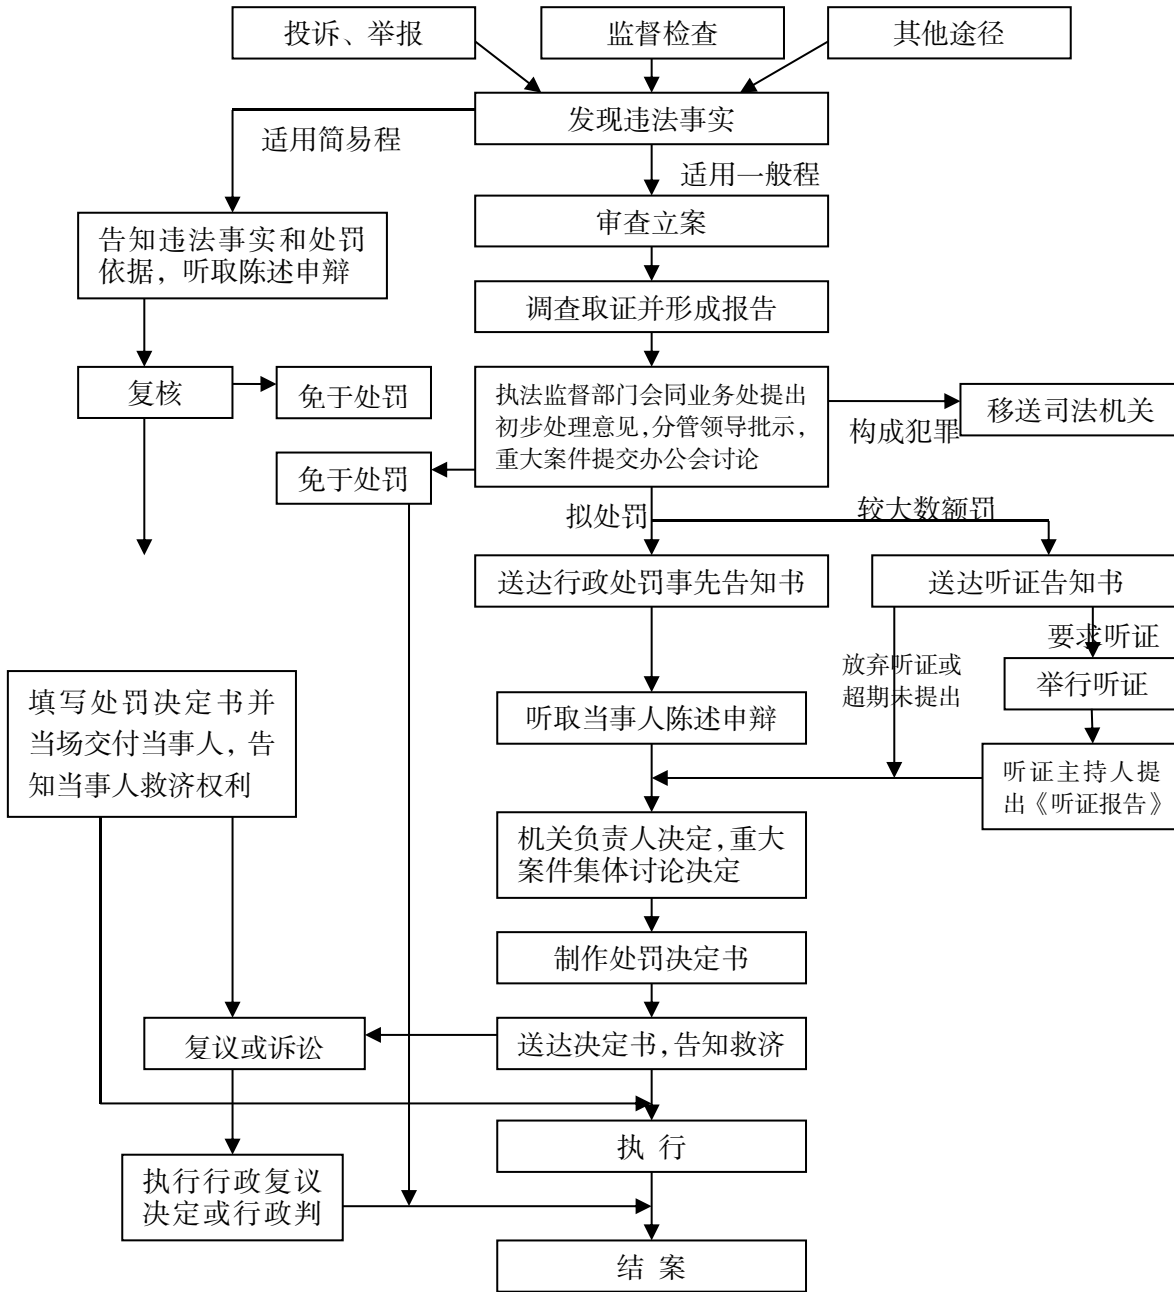 投诉、举报
监督检查
其他途径
发现违法事实
适用简易程
适用一般程
审查立案
告知违法事实和处罚
依据，听取陈述申辩
调查取证并形成报告
复核
免于处罚
执法监督部门会同业务处提出
初步处理意见，分管领导批示，
重大案件提交办公会讨论
移送司法机关
构成犯罪
免于处罚
拟处罚
较大数额罚
送达行政处罚事先告知书
送达听证告知书
要求听证
放弃听证或
超期未提出
举行听证
填写处罚决定书并
当场交付当事人，告
知当事人救济权利
听取当事人陈述申辩
听证主持人提
出《听证报告》
机关负责人决定，重大
案件集体讨论决定
制作处罚决定书
复议或诉讼
送达决定书，告知救济
执 行
执行行政复议
决定或行政判
结 案